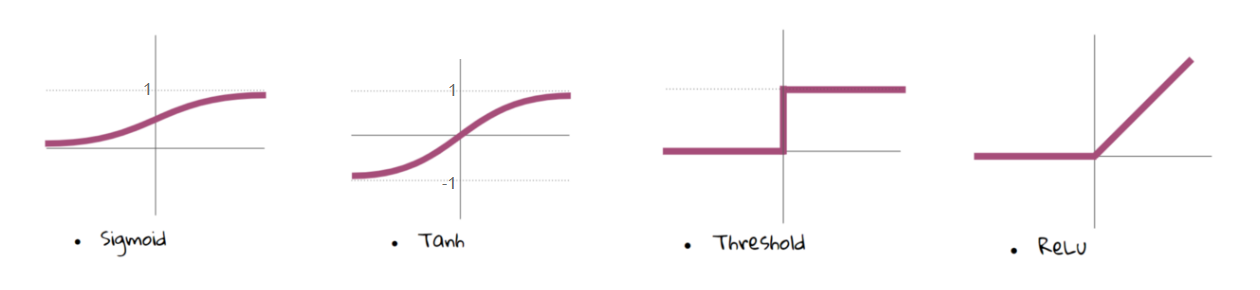 1
1
-1
• Sigmoid
• Tanh
• Threshold
• ReLu